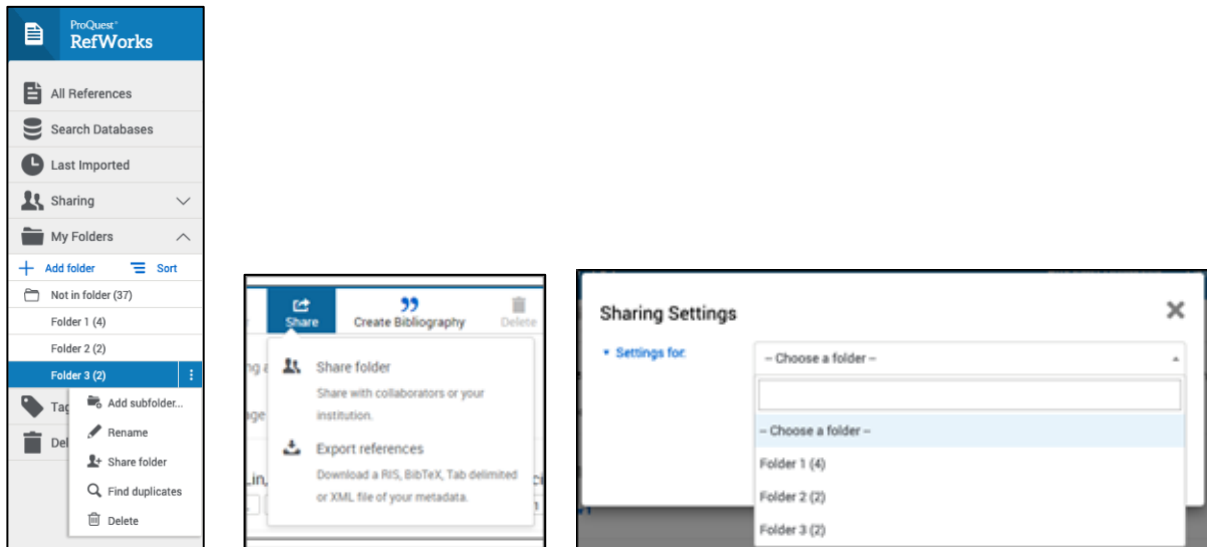 ProQuest
RefWorks
All References
Search Databases
Last Imported
Sharing
My Folders
Add folder Sort
Not in folder (37)
Folder 1 (4)
Folder 2 (2)
Folder 3 (2)
Tag
Add subfolder...
Del
Rename
Share folder
Find duplicates
Delete
Share Create Bibliography Delete
Share folder
Share with collaborators or your
institution.
Export references
Download a RIS, BibTeX, Tab delimited
or XML file of your metadata.
Lin,
Sharing Settings
Settings for:
-- Choose a folder --
-- Choose a folder --
Folder 1 (4)
Folder 2 (2)
Folder 3 (2)